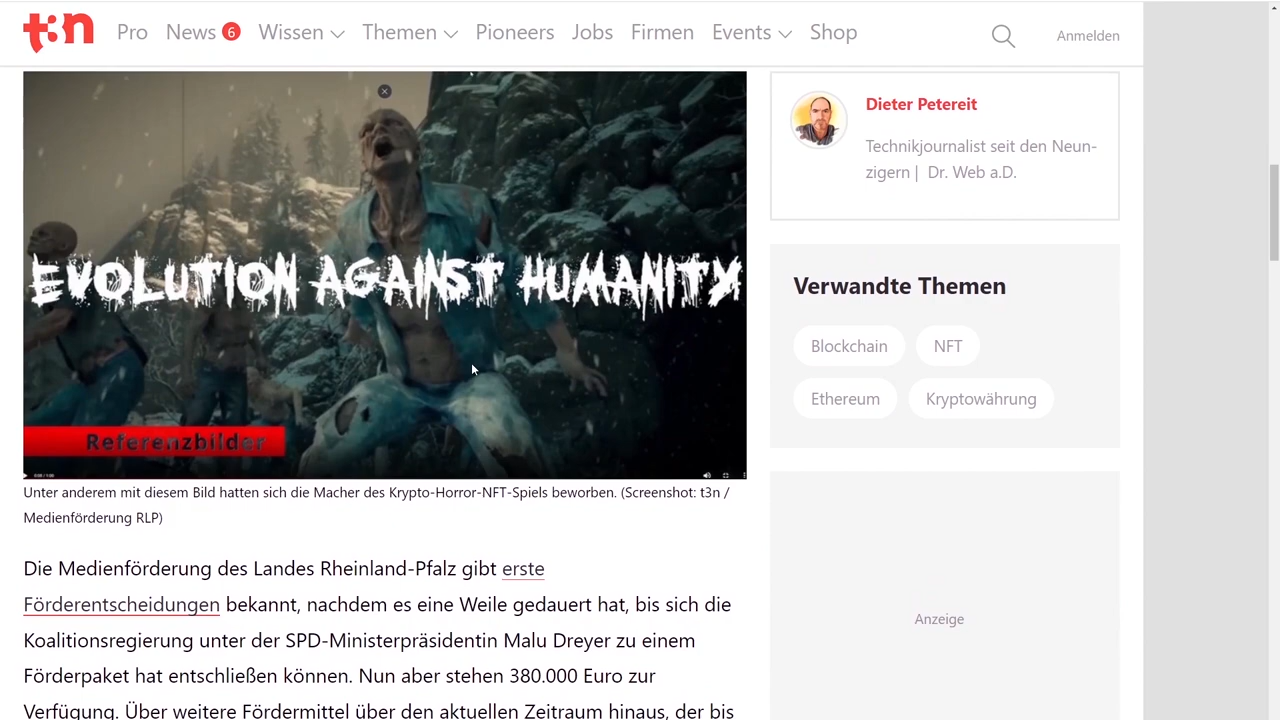 t3n Pro News 6 Wissen Themen Pioneers Jobs Firmen Events Shop Anmelden
EVOLUTION AGAINST HUMANITY
Referenzbilder
Unter anderem mit diesem Bild hatten sich die Macher des Krypto-Horror-NFT-Spiels beworben. (Screenshot: t3n /
Medienförderung RLP)
Die Medienförderung des Landes Rheinland-Pfalz gibt erste
Förderentscheidungen bekannt, nachdem es eine Weile gedauert hat, bis sich die
Koalitionsregierung unter der SPD-Ministerpräsidentin Malu Dreyer zu einem
Förderpaket hat entschließen können. Nun aber stehen 380.000 Euro zur
Verfügung. Über weitere Fördermittel über den aktuellen Zeitraum hinaus, der bis
Dieter Petereit
Technikjournalist seit den Neun-
zigern | Dr. Web a.D.
Verwandte Themen
Blockchain NFT
Ethereum Kryptowährung
Anzeige